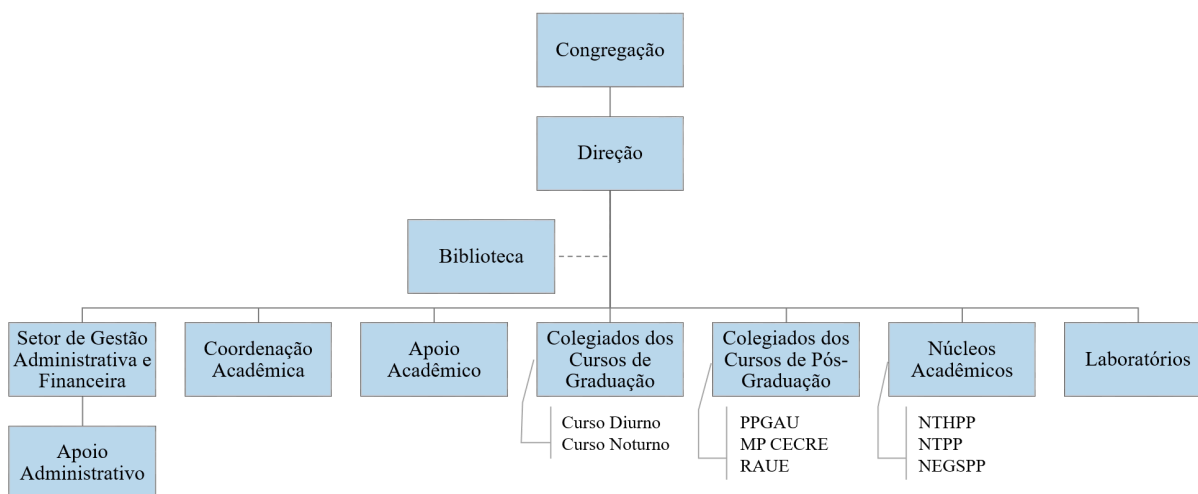 Congregação
Direção
Biblioteca
Setor de Gestão
Administrativa e
Financeira
Coordenação
Acadêmica
Apoio
Acadêmico
Colegiados dos
Cursos de
Graduação
Colegiados dos
Cursos de Pós-
Graduação
Núcleos
Acadêmicos
Laboratórios
Apoio
Administrativo
Curso Diurno
Curso Noturno
PPGAU
MP CECRE
RAUE
NTHPP
NTPP
NEGSPP